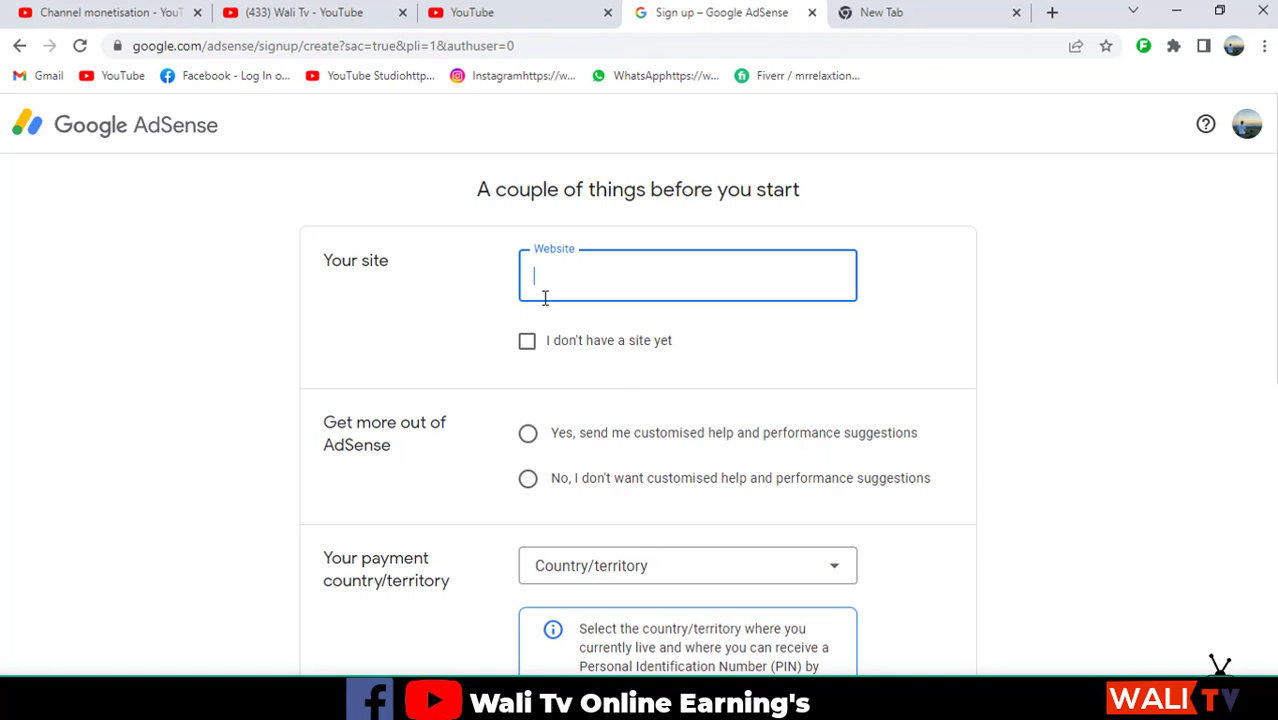 Channel monetisation - YouT
(433) Wali Tv - YouTube
YouTube
Sign up – Google AdSense
New Tab
google.com/adsense/signup/create?sac=true&pli=1&authuser=0
Gmail
YouTube
Facebook - Log In o...
YouTube Studiohttp...
Instagramhttps://w...
WhatsApphttps://w...
Fiverr / mrrelaxtion...
Google AdSense
A couple of things before you start
Your site
Website
I don't have a site yet
Get more out of
AdSense
Yes, send me customised help and performance suggestions
No, I don't want customised help and performance suggestions
Your payment
country/territory
Country/territory
Select the country/territory where you
currently live and where you can receive a
Personal Identification Number (PIN) by
Wali Tv Online Earning's
WALI TV